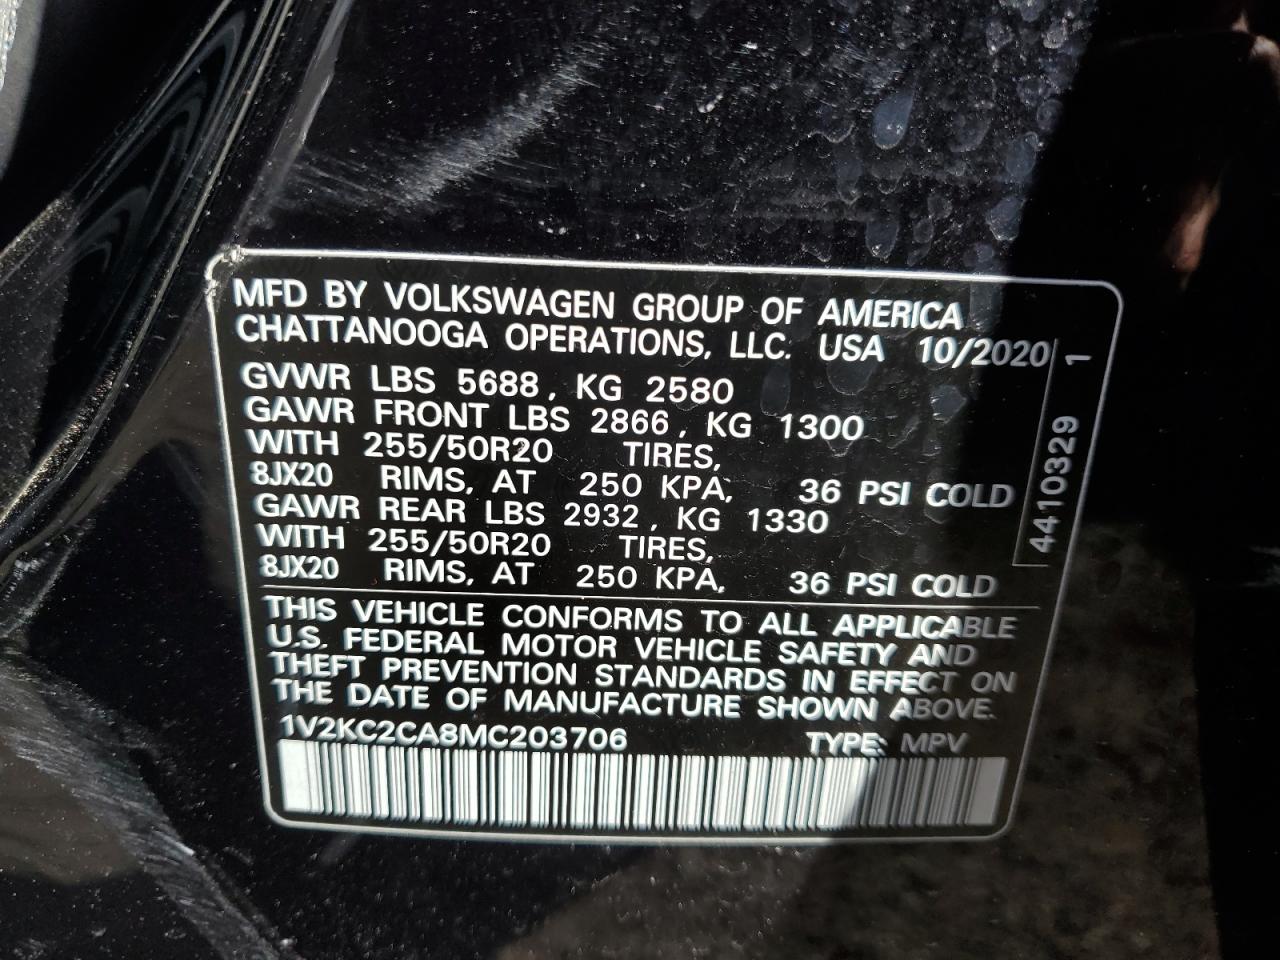 MFD BY VOLKSWAGEN GROUP OF AMERICA
CHATTANOOGA OPERATIONS, LLC. USA 10/2020
GVWR LBS 5688, KG 2580
GAWR FRONT LBS 2866, KG 1300
WITH 255/50R20 TIRES,
8JX20 RIMS, AT 250 KPA, 36 PSI COLD
GAWR REAR LBS 2932, KG 1330
WITH 255/50R20 TIRES,
8JX20 RIMS, AT 250 KPA, 36 PSI COLD
4410329 1
THIS VEHICLE CONFORMS TO ALL APPLICABLE
U.S. FEDERAL MOTOR VEHICLE SAFETY AND
THEFT PREVENTION STANDARDS IN EFFECT ON
THE DATE OF MANUFACTURE SHOWN ABOVE.
1V2KC2CA8MC203706 TYPE: MPV